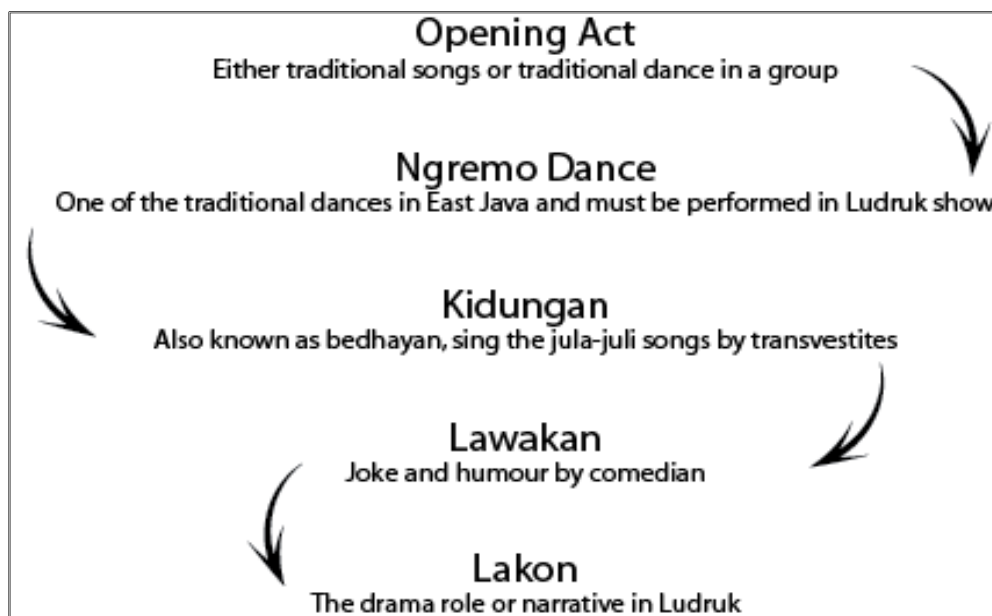 Opening Act
Either traditional songs or traditional dance in a group
Ngremo Dance
One of the traditional dances in East Java and must be performed in Ludruk show
Kidungan
Also known as bedhayan, sing the jula-juli songs by transvestites
Lawakan
Joke and humour by comedian
Lakon
The drama role or narrative in Ludruk